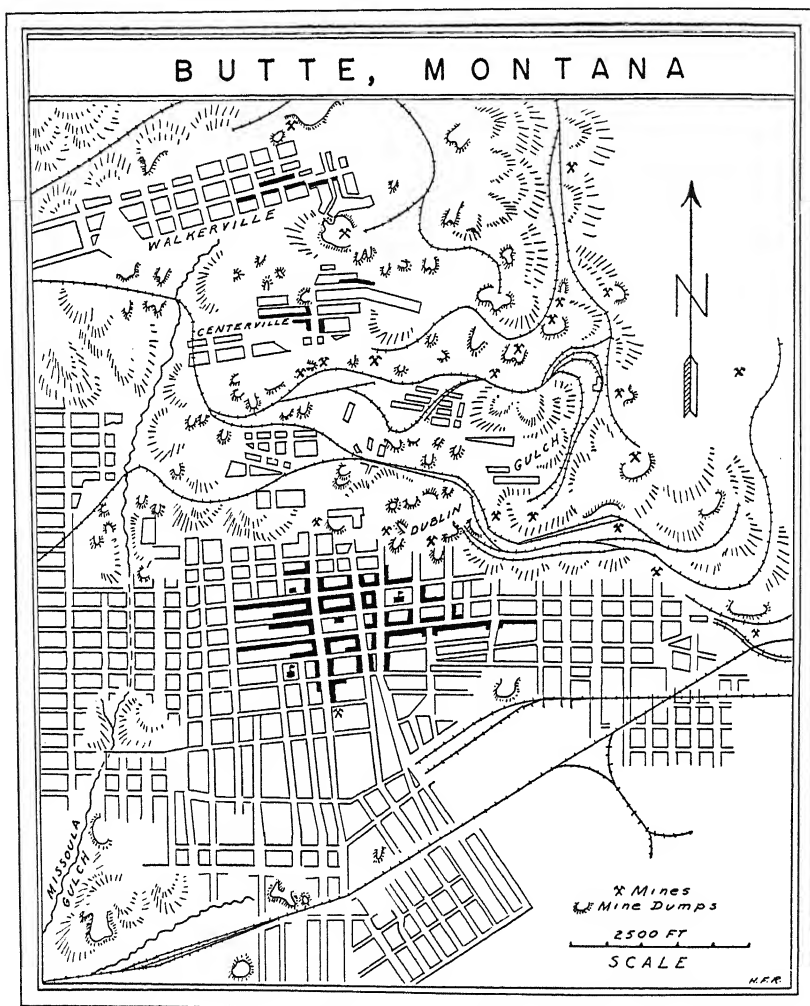 BUTTE, MONTANA
WALKERVILLE
CENTERVILLE
GULCH
DUBLIN
N
MISSOULA
GULCH
Mines
Mine Dumps
2500 FT
SCALE
H.F.R.